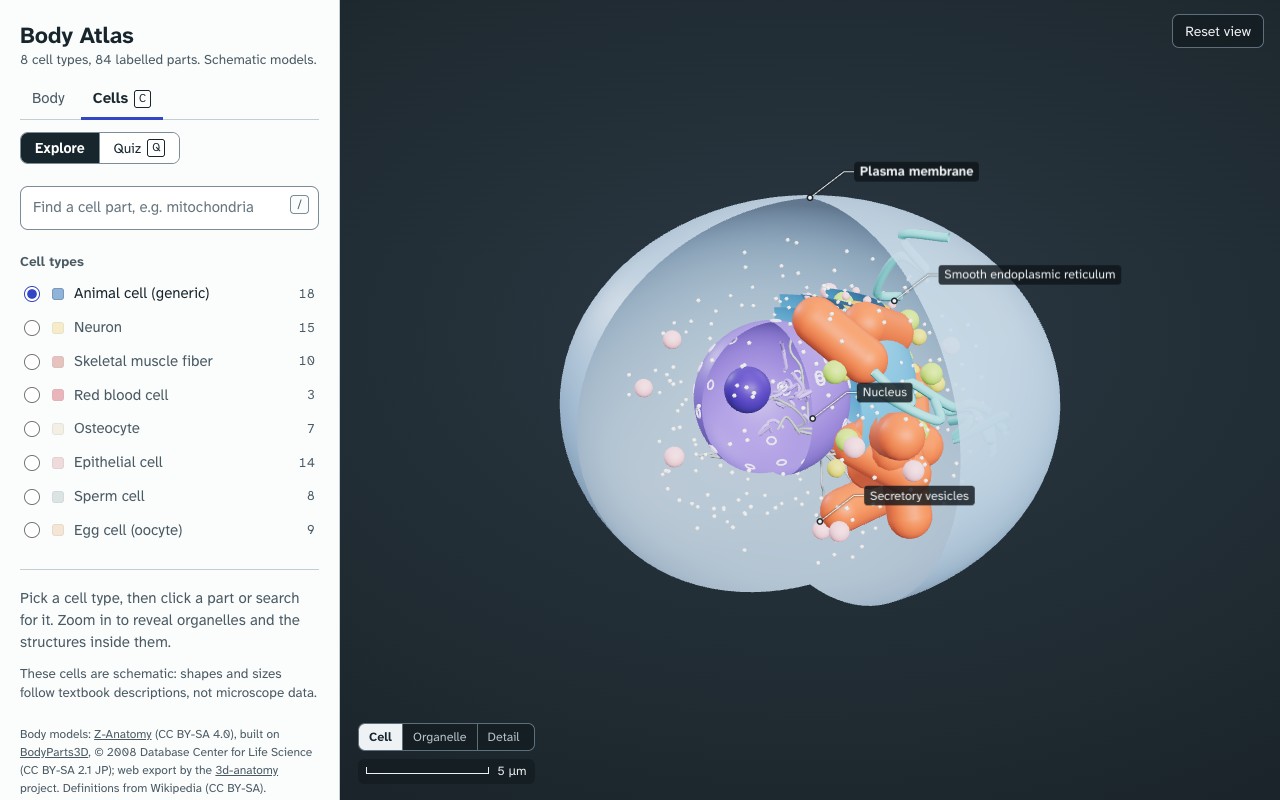 Body Atlas
8 cell types, 84 labelled parts. Schematic models.
Body
Cells C
Explore
Quiz Q
Find a cell part, e.g. mitochondria /
Cell types
Animal cell (generic) 18
Neuron 15
Skeletal muscle fiber 10
Red blood cell 3
Osteocyte 7
Epithelial cell 14
Sperm cell 8
Egg cell (oocyte) 9
Pick a cell type, then click a part or search
for it. Zoom in to reveal organelles and the
structures inside them.
These cells are schematic: shapes and sizes
follow textbook descriptions, not microscope data.
Body models: Z-Anatomy (CC BY-SA 4.0), built on
BodyParts3D, © 2008 Database Center for Life Science
(CC BY-SA 2.1 JP); web export by the 3d-anatomy
project. Definitions from Wikipedia (CC BY-SA).
Reset view
Plasma membrane
Smooth endoplasmic reticulum
Nucleus
Secretory vesicles
Cell
Organelle
Detail
5 µm